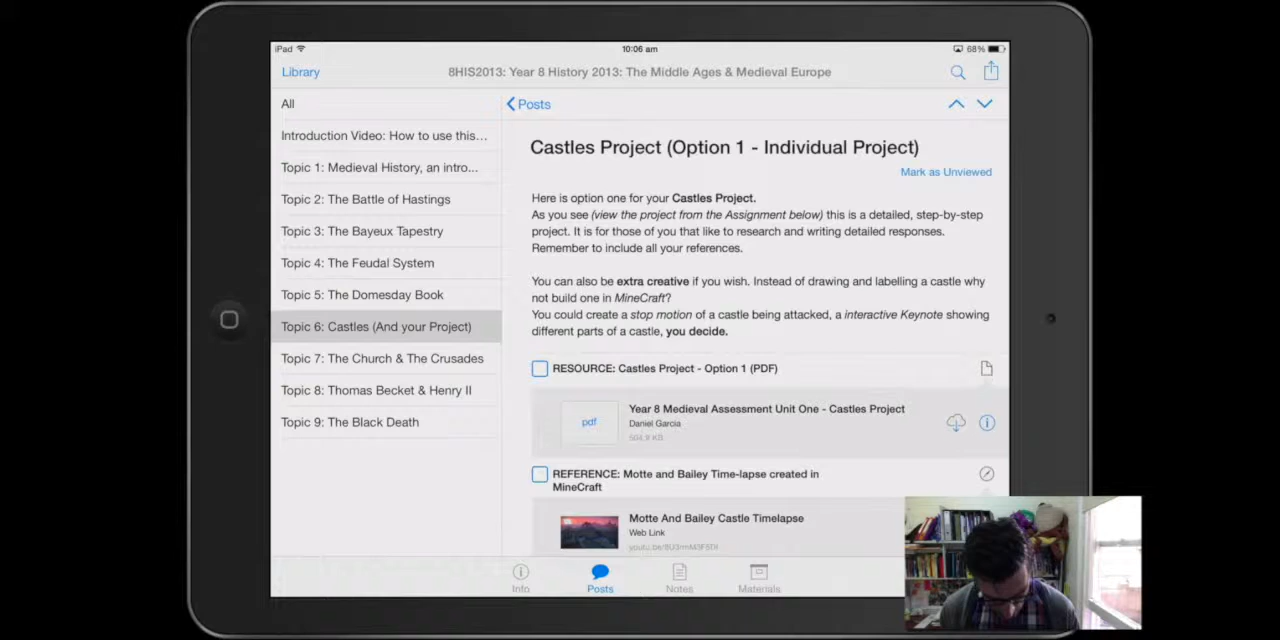 iPad
10:06 am
68%
Library
8HIS2013: Year 8 History 2013: The Middle Ages & Medieval Europe
All
Introduction Video: How to use this...
Topic 1: Medieval History, an intro...
Topic 2: The Battle of Hastings
Topic 3: The Bayeux Tapestry
Topic 4: The Feudal System
Topic 5: The Domesday Book
Topic 6: Castles (And your Project)
Topic 7: The Church & The Crusades
Topic 8: Thomas Becket & Henry II
Topic 9: The Black Death
Posts
Castles Project (Option 1 - Individual Project)
Mark as Unviewed
Here is option one for your Castles Project.
As you see (view the project from the Assignment below) this is a detailed, step-by-step
project. It is for those of you that like to research and writing detailed responses.
Remember to include all your references.
You can also be extra creative if you wish. Instead of drawing and labelling a castle why
not build one in MineCraft?
You could create a stop motion of a castle being attacked, a interactive Keynote showing
different parts of a castle, you decide.
RESOURCE: Castles Project - Option 1 (PDF)
pdf
Year 8 Medieval Assessment Unit One - Castles Project
Daniel Garcia
504.9 KB
REFERENCE: Motte and Bailey Time-lapse created in
MineCraft
Motte And Bailey Castle Timelapse
Web Link
Info
Posts
Notes
Materials